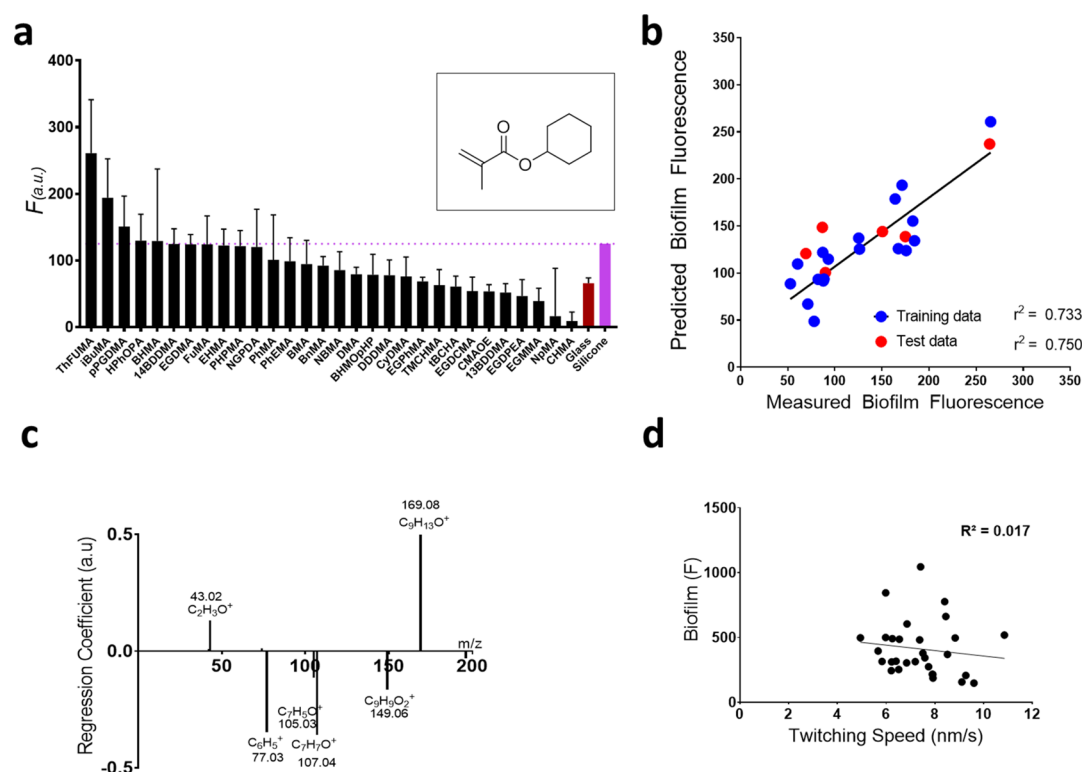 a
400
300
200
100
0
F(a.u.)
O
O
ThFUMA
iBuMA
pPGDMA
HPhOPA
BHMA
14BDDMA
EGDMA
FuMA
EHMA
PHPMA
NGPDA
PhMA
PhEMA
BMA
BnMA
NBMA
DMA
BHMOpHP
DDDMA
CyDMA
EGPhMA
TMCHMA
tBCHA
EGDCMA
CMAOE
13BDDMA
EGDPEA
EGMMA
NpMA
CHMA
Glass
Silicone
b
350
300
250
200
150
100
50
0
Predicted Biofilm Fluorescence
Training data r² = 0.733
Test data r² = 0.750
0 50 100 150 200 250 300 350
Measured Biofilm Fluorescence
c
Regression Coefficient (a.u)
0.5
0.0
-0.5
169.08
C₉H₁₃O⁺
43.02
C₂H₃O⁺
m/z
50 100 150 200
C₇H₅O⁺
105.03
C₉H₉O₂⁺
149.06
C₆H₅⁺
77.03
C₇H₇O⁺
107.04
d
1500
1000
500
0
Biofilm (F)
R² = 0.017
0 2 4 6 8 10 12
Twitching Speed (nm/s)